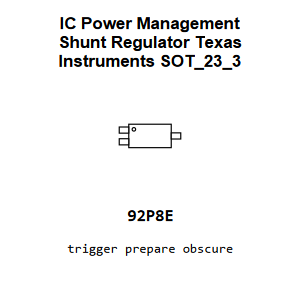 IC Power Management
Shunt Regulator Texas
Instruments SOT_23_3
92P8E
trigger prepare obscure